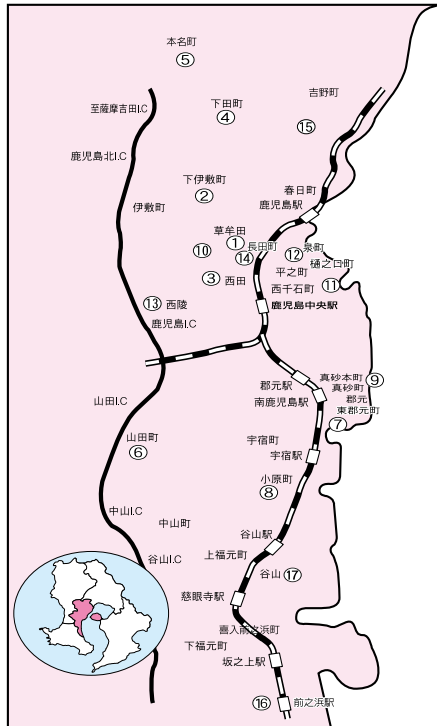 本名町
⑤
下田町
④
吉野町
⑮
至薩摩吉田I.C
鹿児島北I.C
下伊敷町
②
伊敷町
春日町
鹿児島駅
草牟田
①
⑩
長田町
⑭
泉町
⑫
樋之口町
⑪
平之町
西千石町
③
西田
鹿児島中央駅
⑬
西陵
鹿児島I.C
郡元駅
南鹿児島駅
真砂本町
⑨
真砂町
郡元
東郡元町
⑦
山田I.C
山田町
⑥
宇宿町
宇宿駅
小原町
⑧
中山I.C
中山町
谷山駅
谷山I.C
上福元町
谷山
⑰
慈眼寺駅
喜入前之浜町
下福元町
坂之上駅
⑯
前之浜駅